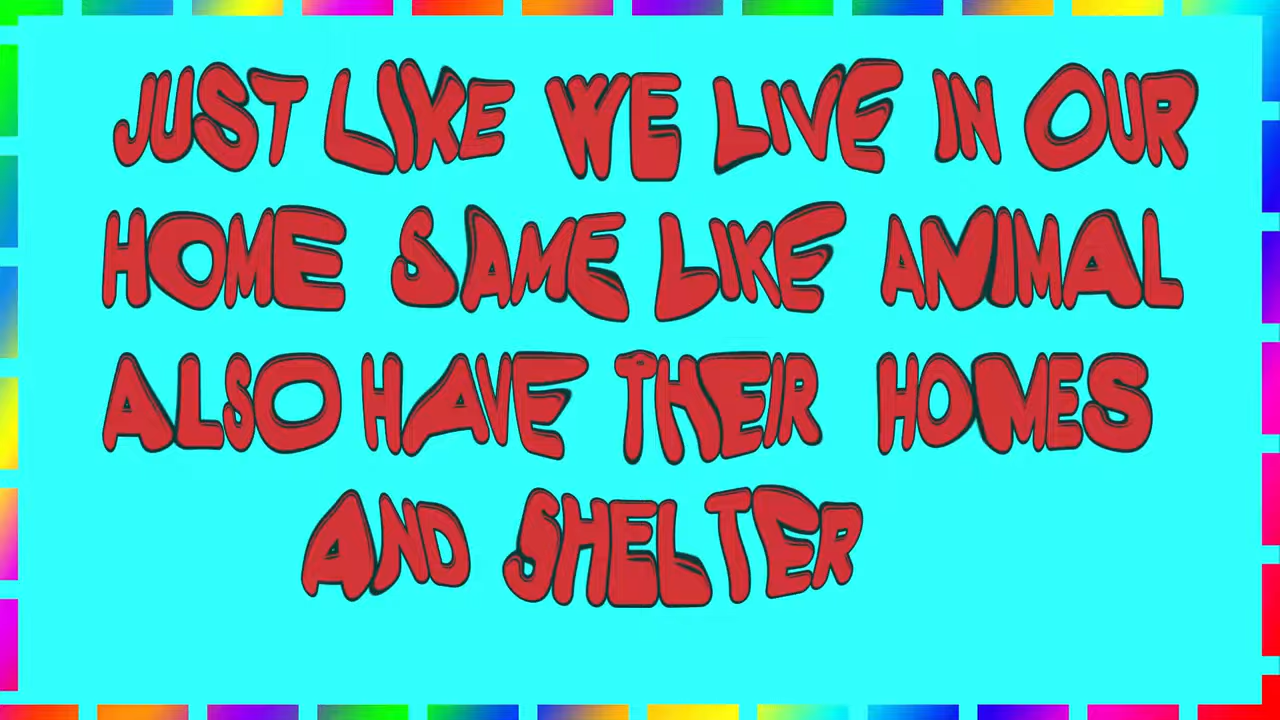 JUST LIKE WE LIVE IN OUR
HOME SAME LIKE ANIMAL
ALSO HAVE THEIR HOMES
AND SHELTER